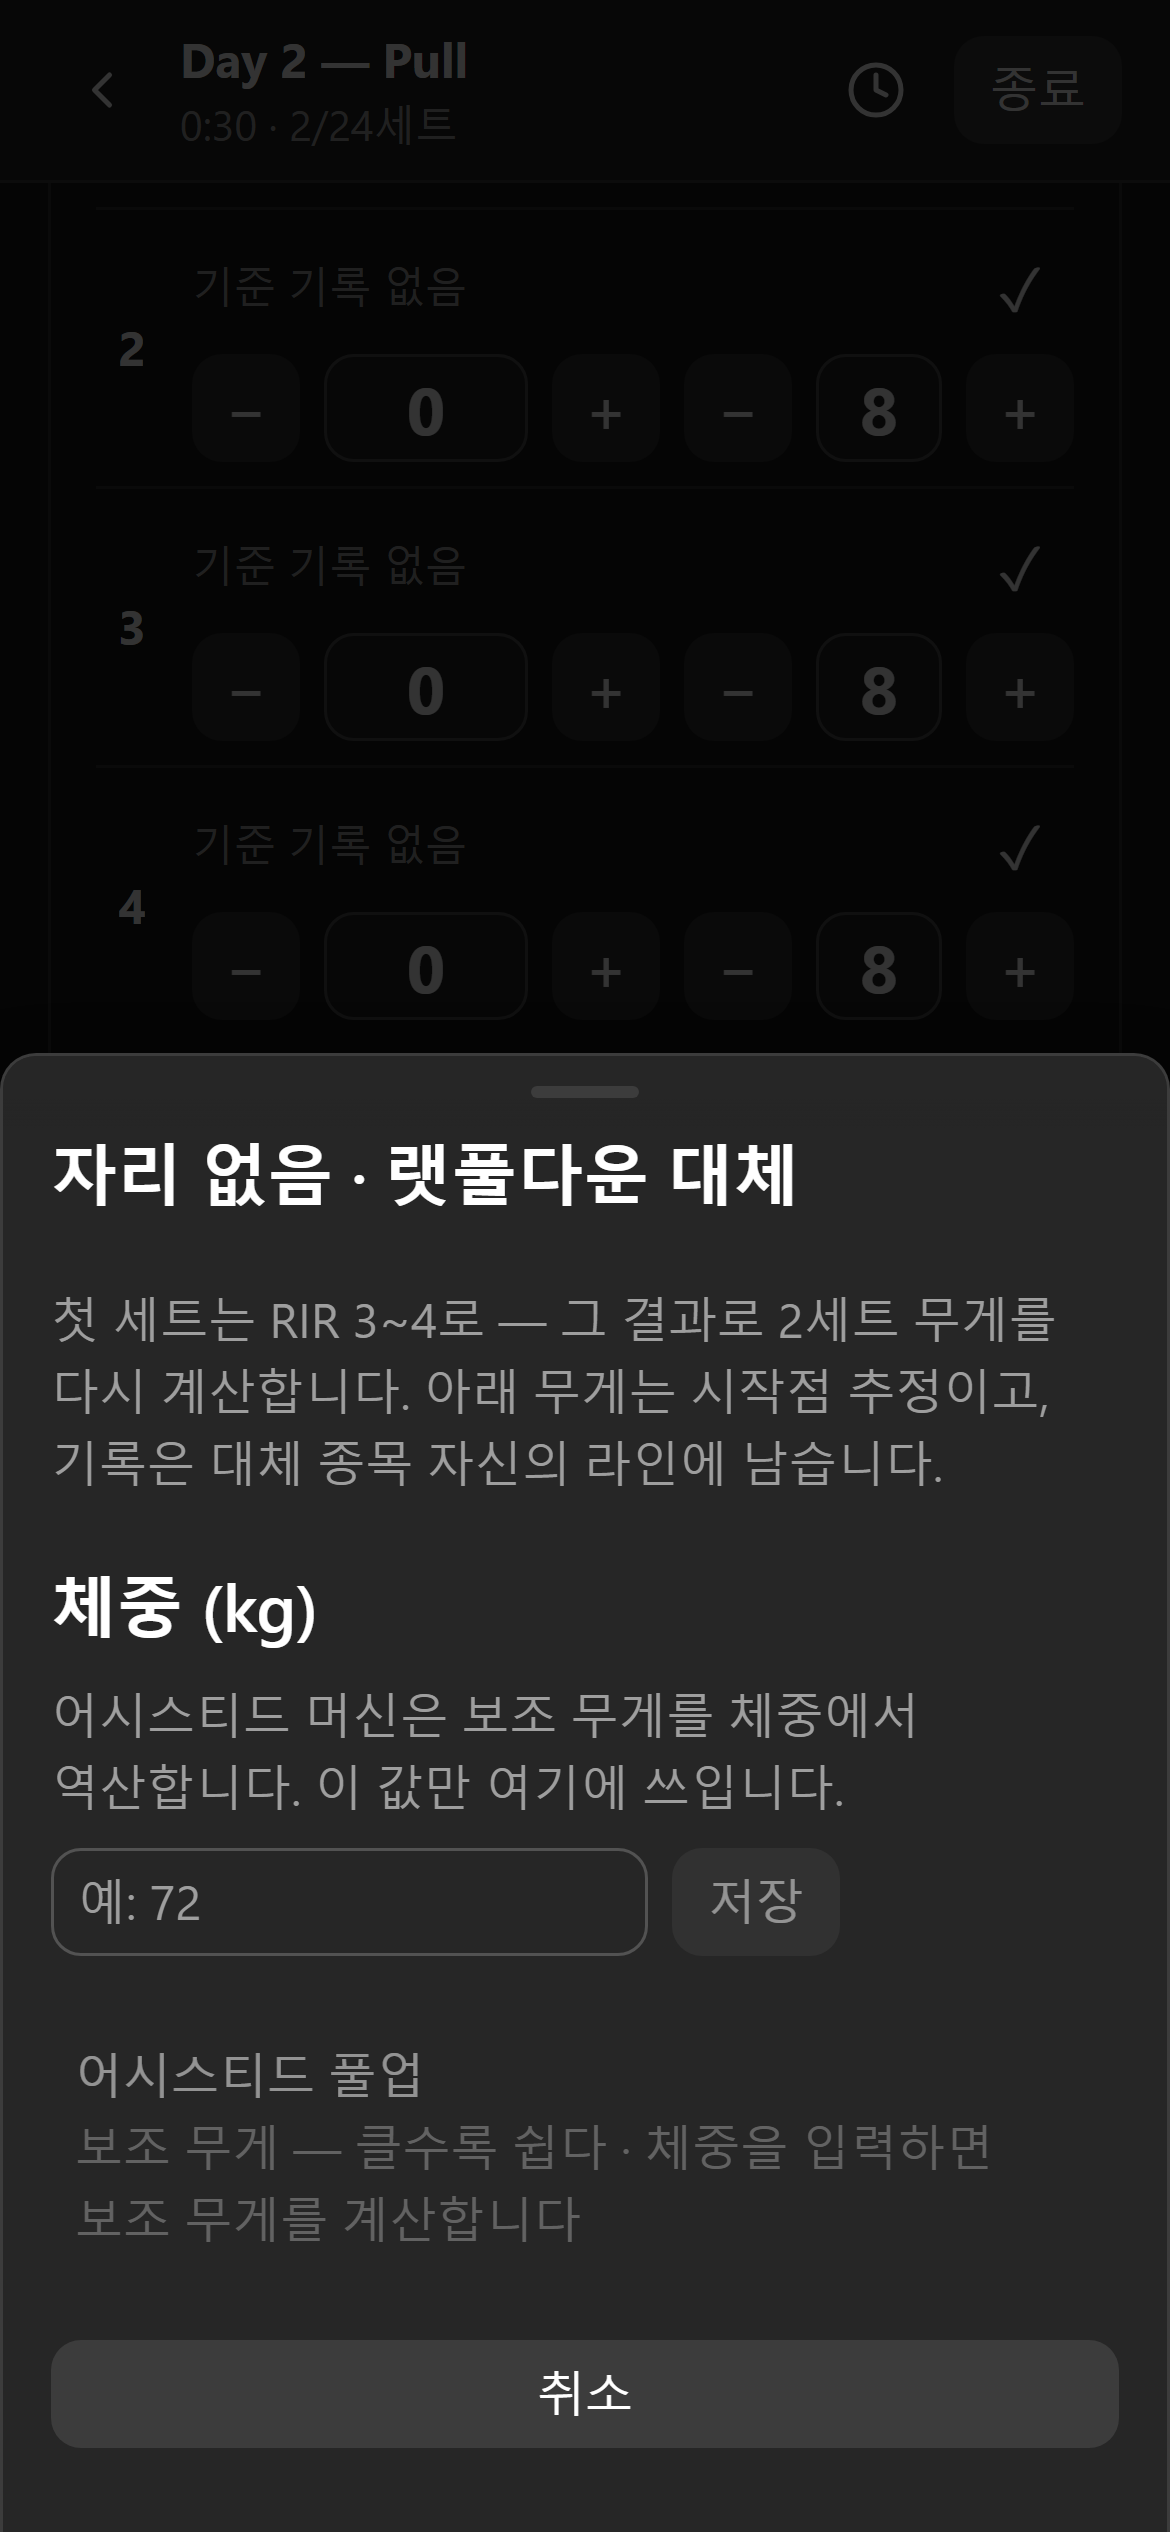 Day 2 — Pull
0:30 · 2/24세트
종료
기준 기록 없음
✓
2
−
0
+
−
8
+
기준 기록 없음
✓
3
−
0
+
−
8
+
기준 기록 없음
✓
4
−
0
+
−
8
+
자리 없음 · 랫풀다운 대체
첫 세트는 RIR 3~4로 — 그 결과로 2세트 무게를
다시 계산합니다. 아래 무게는 시작점 추정이고,
기록은 대체 종목 자신의 라인에 남습니다.
체중 (kg)
어시스티드 머신은 보조 무게를 체중에서
역산합니다. 이 값만 여기에 쓰입니다.
예: 72
저장
어시스티드 풀업
보조 무게 — 클수록 쉽다 · 체중을 입력하면
보조 무게를 계산합니다
취소